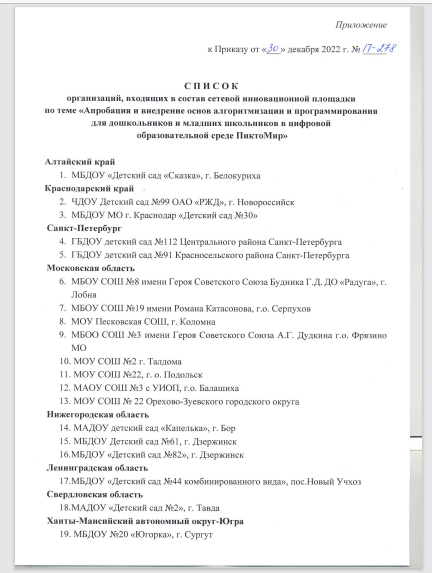 Приложение
к Приказу от «30» декабря 2022 г. № П-278
С П И С О К
организаций, входящих в состав сетевой инновационной площадки
по теме «Апробация и внедрение основ алгоритмизации и программирования
для дошкольников и младших школьников в цифровой
образовательной среде ПиктоМир»
Алтайский край
1. МБДОУ «Детский сад «Сказка», г. Белокуриха
Краснодарский край
2. ЧДОУ Детский сад №99 ОАО «РЖД», г. Новороссийск
3. МБДОУ МО г. Краснодар «Детский сад №30»
Санкт-Петербург
4. ГБДОУ детский сад №112 Центрального района Санкт-Петербурга
5. ГБДОУ детский сад №91 Красносельского района Санкт-Петербурга
Московская область
6. МБОУ СОШ №8 имени Героя Советского Союза Будника Г.Д. ДО «Радуга», г.
Лобня
7. МБОУ СОШ №19 имени Романа Катасонова, г.о. Серпухов
8. МОУ Песковская СОШ, г. Коломна
9. МБОО СОШ №3 имени Героя Советского Союза А.Г. Дудкина г.о. Фрязино
МО
10. МОУ СОШ №2 г. Талдома
11. МОУ СОШ №22, г. о. Подольск
12. МАОУ СОШ №3 с УИОП, г.о. Балашиха
13. МОУ СОШ № 22 Орехово-Зуевского городского округа
Нижегородская область
14. МАДОУ детский сад «Капелька», г. Бор
15. МБДОУ Детский сад №61, г. Дзержинск
16.МБДОУ «Детский сад №82», г. Дзержинск
Ленинградская область
17.МБДОУ «Детский сад №44 комбинированного вида», пос.Новый Учхоз
Свердловская область
18.МАДОУ «Детский сад №2», г. Тавда
Ханты-Мансийский автономный округ-Югра
19. МБДОУ №20 «Югорка», г. Сургут